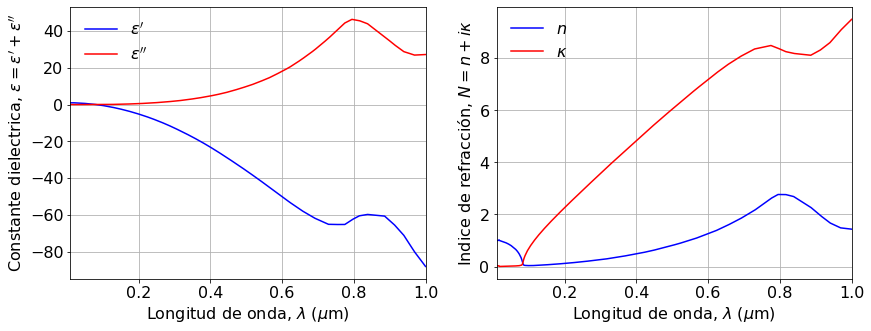 Constante dielectrica, ε = ε′ + ε″
40
20
0
−20
−40
−60
−80
ε′
ε″
0.2
0.4
0.6
0.8
1.0
Longitud de onda, λ (μm)
Indice de refracción, N = n + iκ
8
6
4
2
0
n
κ
0.2
0.4
0.6
0.8
1.0
Longitud de onda, λ (μm)